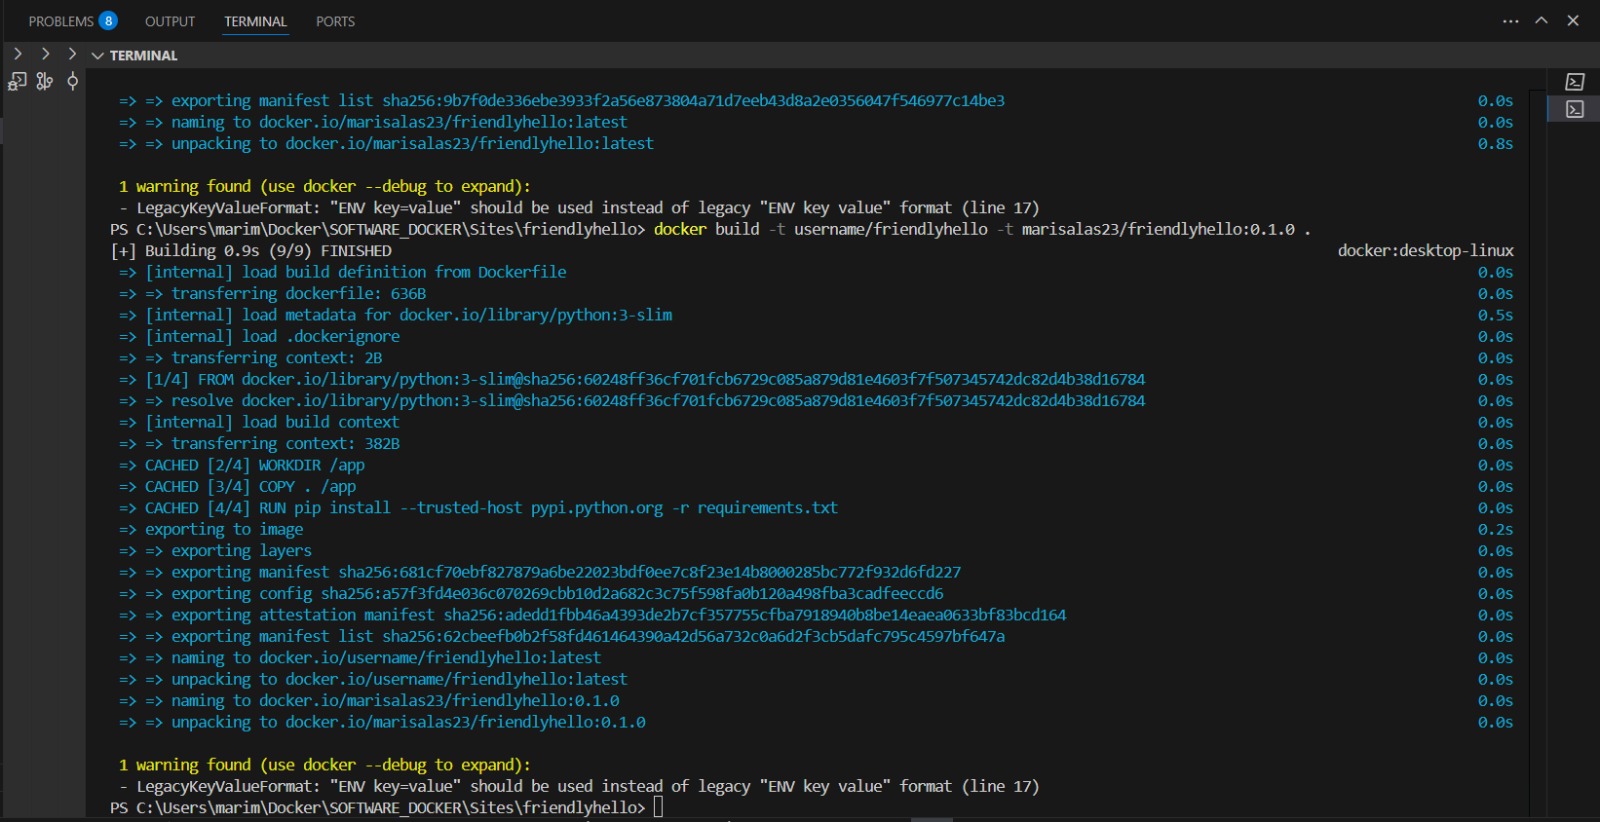 PROBLEMS 8 OUTPUT TERMINAL PORTS
TERMINAL
=> => exporting manifest list sha256:9b7f0de336ebe3933f2a56e873804a71d7eeb43d8a2e0356047f546977c14be3 0.0s
=> => naming to docker.io/marisalas23/friendlyhello:latest 0.0s
=> => unpacking to docker.io/marisalas23/friendlyhello:latest 0.8s
1 warning found (use docker --debug to expand):
- LegacyKeyValueFormat: "ENV key=value" should be used instead of legacy "ENV key value" format (line 17)
PS C:\Users\marim\Docker\SOFTWARE_DOCKER\Sites\friendlyhello> docker build -t username/friendlyhello -t marisalas23/friendlyhello:0.1.0 .
[+] Building 0.9s (9/9) FINISHED docker:desktop-linux
=> [internal] load build definition from Dockerfile 0.0s
=> => transferring dockerfile: 636B 0.0s
=> [internal] load metadata for docker.io/library/python:3-slim 0.5s
=> [internal] load .dockerignore 0.0s
=> => transferring context: 2B 0.0s
=> [1/4] FROM docker.io/library/python:3-slim@sha256:60248ff36cf701fcb6729c085a879d81e4603f7f507345742dc82d4b38d16784 0.0s
=> => resolve docker.io/library/python:3-slim@sha256:60248ff36cf701fcb6729c085a879d81e4603f7f507345742dc82d4b38d16784 0.0s
=> [internal] load build context 0.0s
=> => transferring context: 382B 0.0s
=> CACHED [2/4] WORKDIR /app 0.0s
=> CACHED [3/4] COPY . /app 0.0s
=> CACHED [4/4] RUN pip install --trusted-host pypi.python.org -r requirements.txt 0.0s
=> exporting to image 0.2s
=> => exporting layers 0.0s
=> => exporting manifest sha256:681cf70ebf827879a6be22023bdf0ee7c8f23e14b8000285bc772f932d6fd227 0.0s
=> => exporting config sha256:a57f3fd4e036c070269cbb10d2a682c3c75f598fa0b120a498fba3cadfeeccd6 0.0s
=> => exporting attestation manifest sha256:adedd1fbb46a4393de2b7cf357755cfba7918940b8be14eaea0633bf83bcd164 0.0s
=> => exporting manifest list sha256:62cbeefb0b2f58fd461464390a42d56a732c0a6d2f3cb5dafc795c4597bf647a 0.0s
=> => naming to docker.io/username/friendlyhello:latest 0.0s
=> => unpacking to docker.io/username/friendlyhello:latest 0.0s
=> => naming to docker.io/marisalas23/friendlyhello:0.1.0 0.0s
=> => unpacking to docker.io/marisalas23/friendlyhello:0.1.0 0.0s
1 warning found (use docker --debug to expand):
- LegacyKeyValueFormat: "ENV key=value" should be used instead of legacy "ENV key value" format (line 17)
PS C:\Users\marim\Docker\SOFTWARE_DOCKER\Sites\friendlyhello>